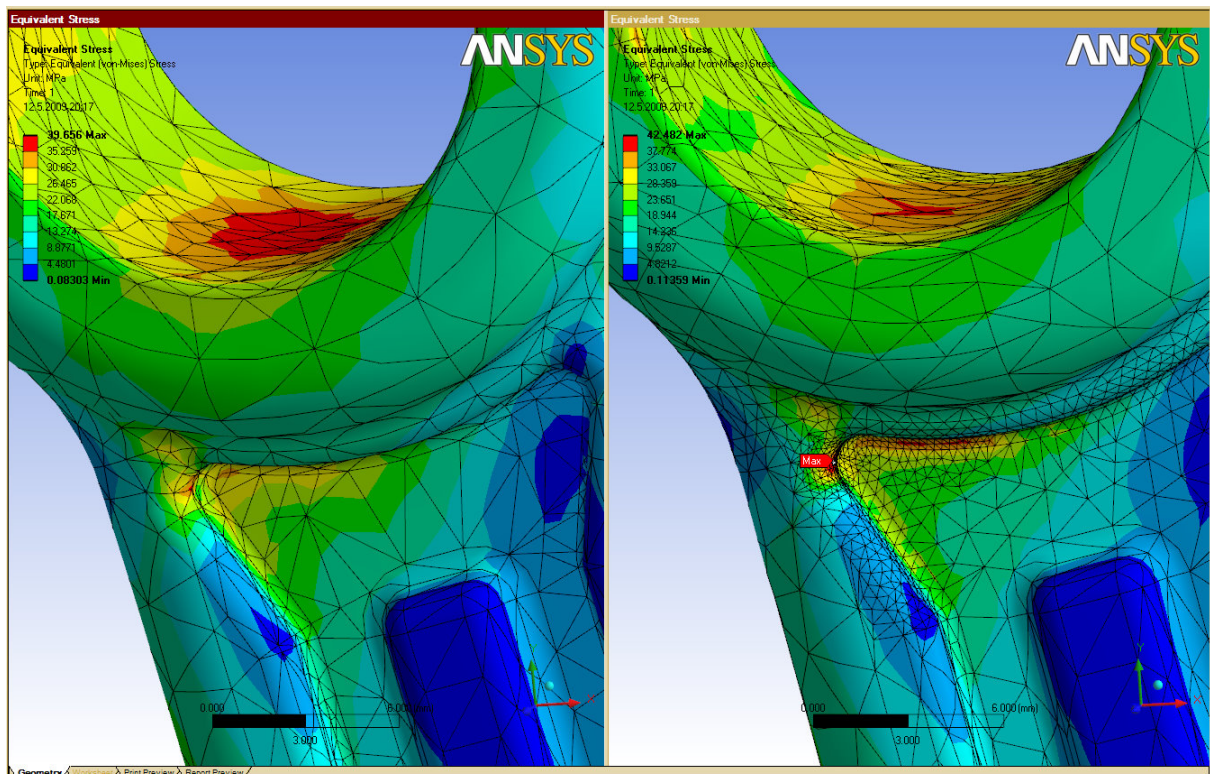 Equivalent Stress
ANSYS
Equivalent Stress
Type: Equivalent (von-Mises) Stress
Unit: MPa
Time: 1
12.5.2009 20:17
39.656 Max
35.259
30.862
26.465
22.068
17.671
13.274
8.8771
4.4801
0.08303 Min
0.000
6.000 (mm)
3.000
X
Equivalent Stress
ANSYS
Equivalent Stress
Type: Equivalent (von-Mises) Stress
Unit: MPa
Time: 1
12.5.2009 20:17
42.482 Max
37.774
33.067
28.359
23.651
18.944
14.236
9.5287
4.8212
0.11359 Min
Max
0.000
6.000 (mm)
3.000
Y
X
Geometry Worksheet Print Preview Report Preview